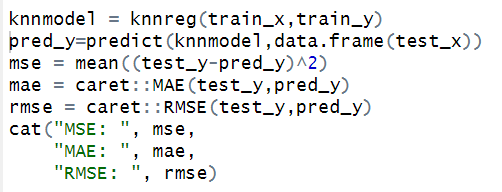 knnmodel = knnreg(train_x,train_y)
pred_y=predict(knnmodel,data.frame(test_x))
mse = mean((test_y-pred_y)^2)
mae = caret::MAE(test_y,pred_y)
rmse = caret::RMSE(test_y,pred_y)
cat("MSE: ", mse,
    "MAE: ", mae,
    "RMSE: ", rmse)